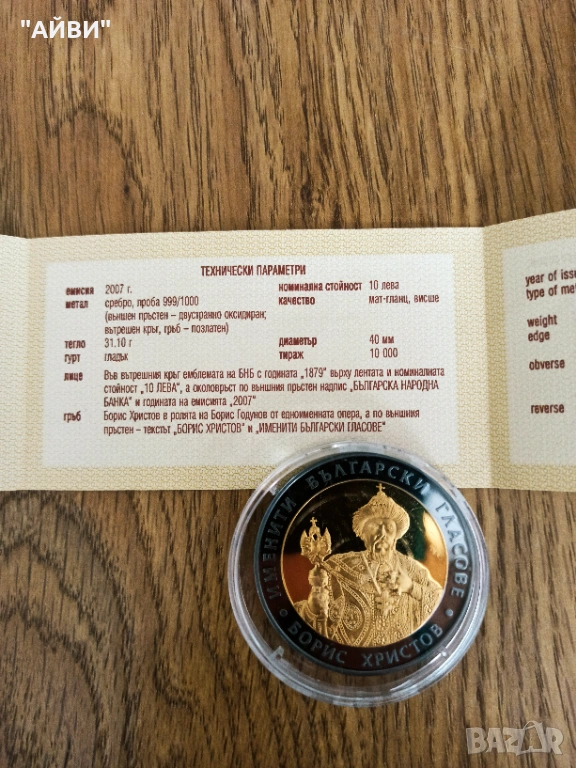 "АЙВИ"
ТЕХНИЧЕСКИ ПАРАМЕТРИ
емисия 2007 г. номинална стойност 10 лева
метал сребро, проба 999/1000 качество мат-гланц, висше
(външен пръстен – двустранно оксидиран;
вътрешен кръг, гръб – позлатен)
тегло 31.10 г диаметър 40 мм
гурт гладък тираж 10 000
лице Във вътрешния кръг емблемата на БНБ с годината „1879" върху лентата и номиналната
стойност „10 ЛЕВА", а околовръст по външния пръстен надпис „БЪЛГАРСКА НАРОДНА
БАНКА" и годината на емисията „2007"
гръб Борис Христов в ролята на Борис Годунов от едноименната опера, а по външния
пръстен – текстът „БОРИС ХРИСТОВ" и „ИМЕНИТИ БЪЛГАРСКИ ГЛАСОВЕ"
year of issu
type of met
weight
edge
obverse
reverse
ИМЕНИТИ БЪЛГАРСКИ ГЛАСОВЕ
БОРИС ХРИСТОВ
BAZAR